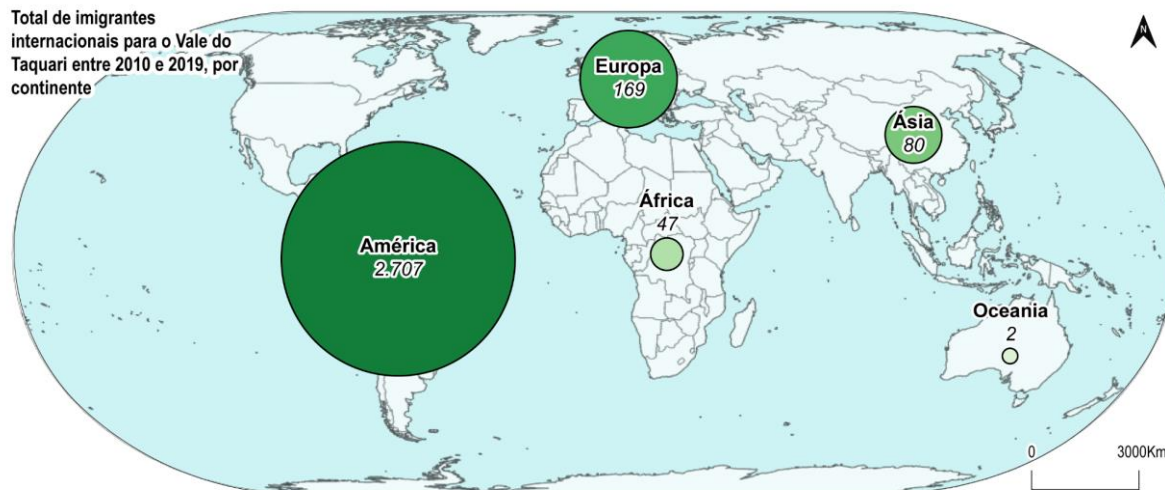 Total de imigrantes
internacionais para o Vale do
Taquari entre 2010 e 2019, por
continente
N
Europa
169
Ásia
80
África
47
América
2.707
Oceania
2
0 3000Km